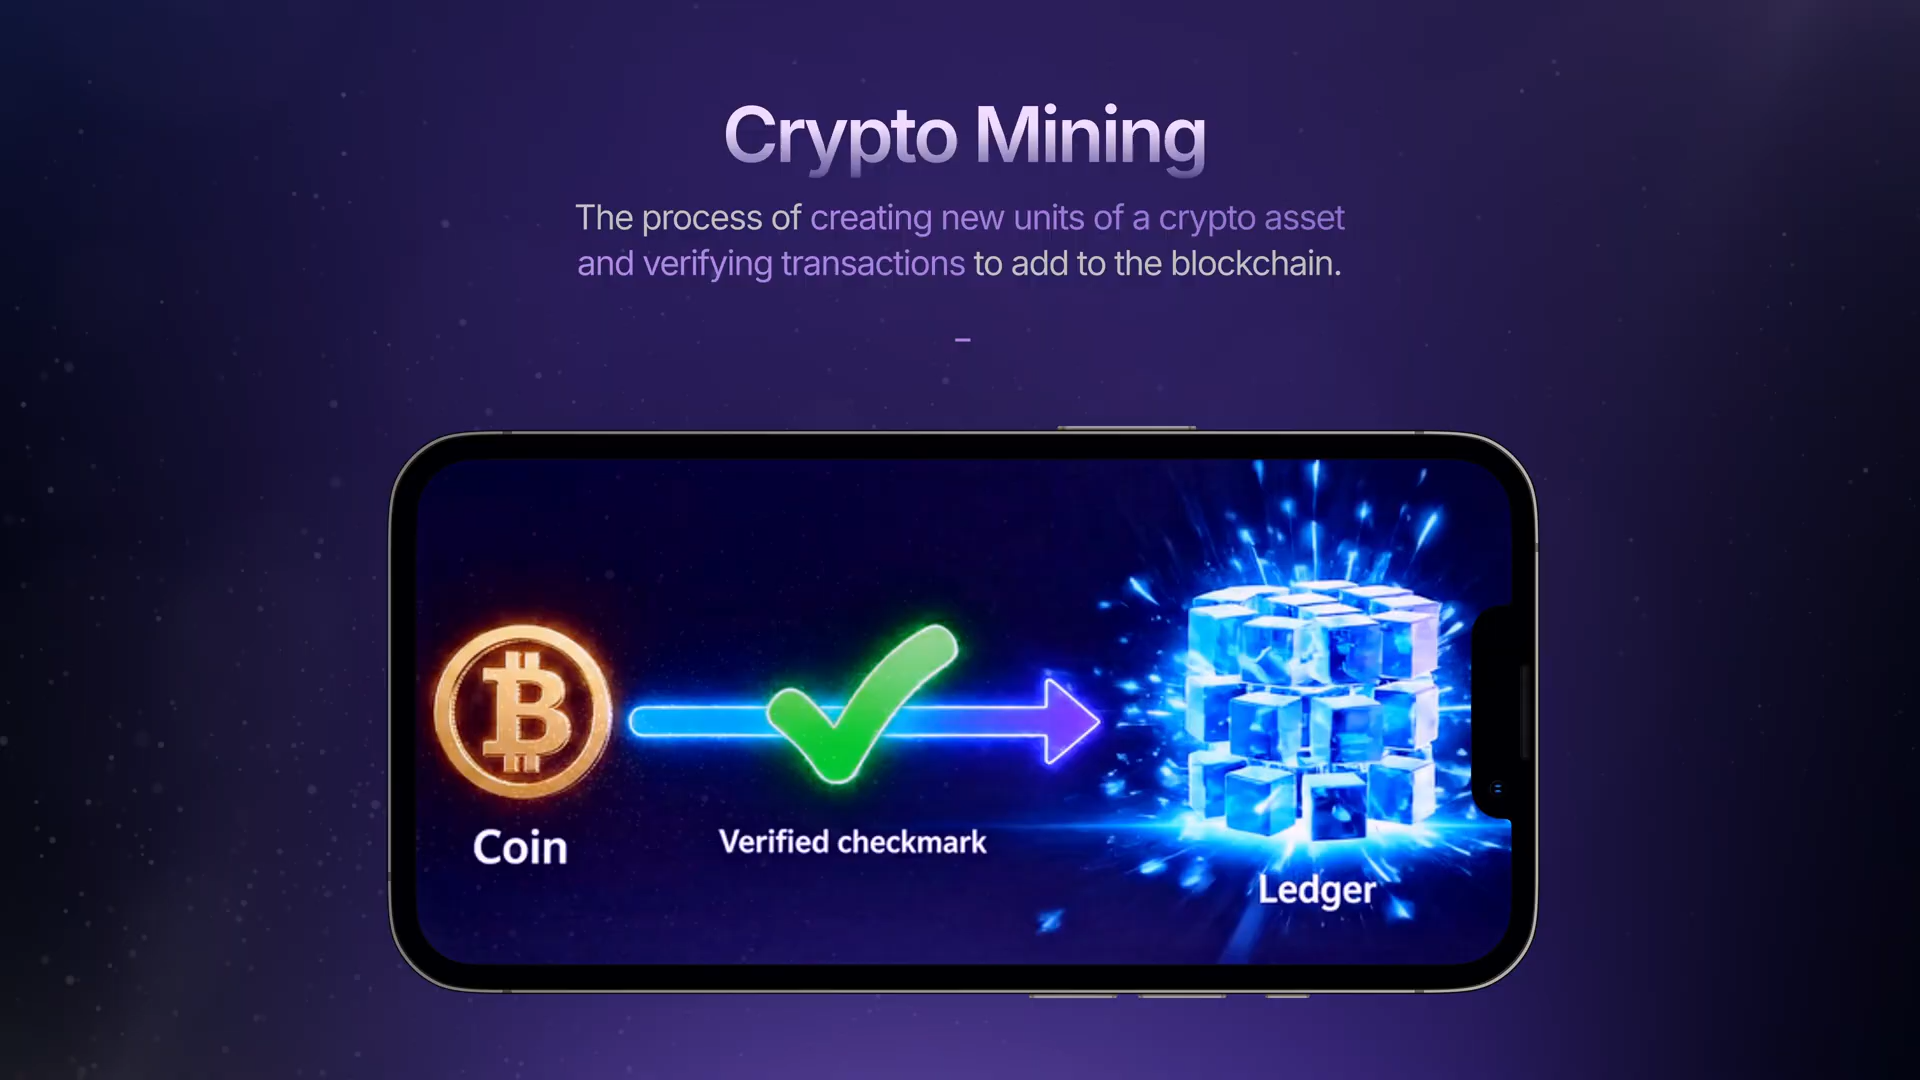 Crypto Mining
The process of creating new units of a crypto asset
and verifying transactions to add to the blockchain.
–
Coin
Verified checkmark
Ledger